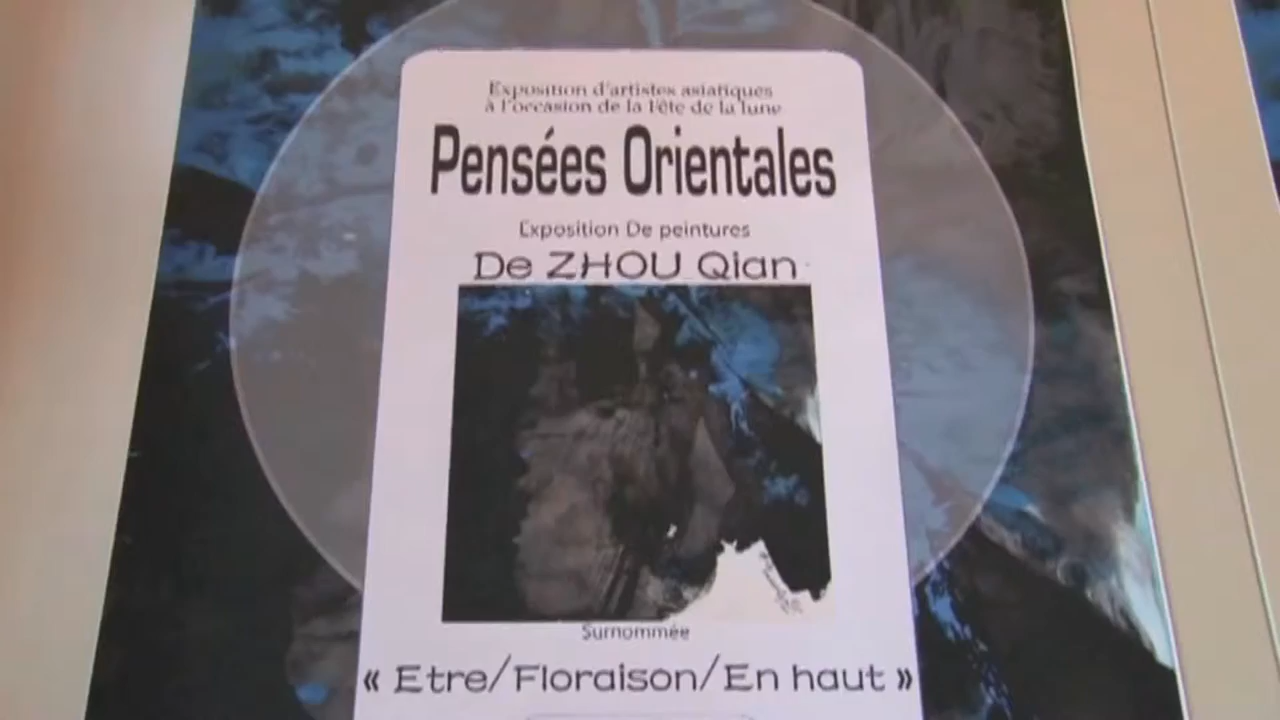 Exposition d'artistes asiatiques
à l'occasion de la Fête de la lune
Pensées Orientales
Exposition De peintures
De ZHOU Qian
Surnommée
« Etre/Floraison/En haut »